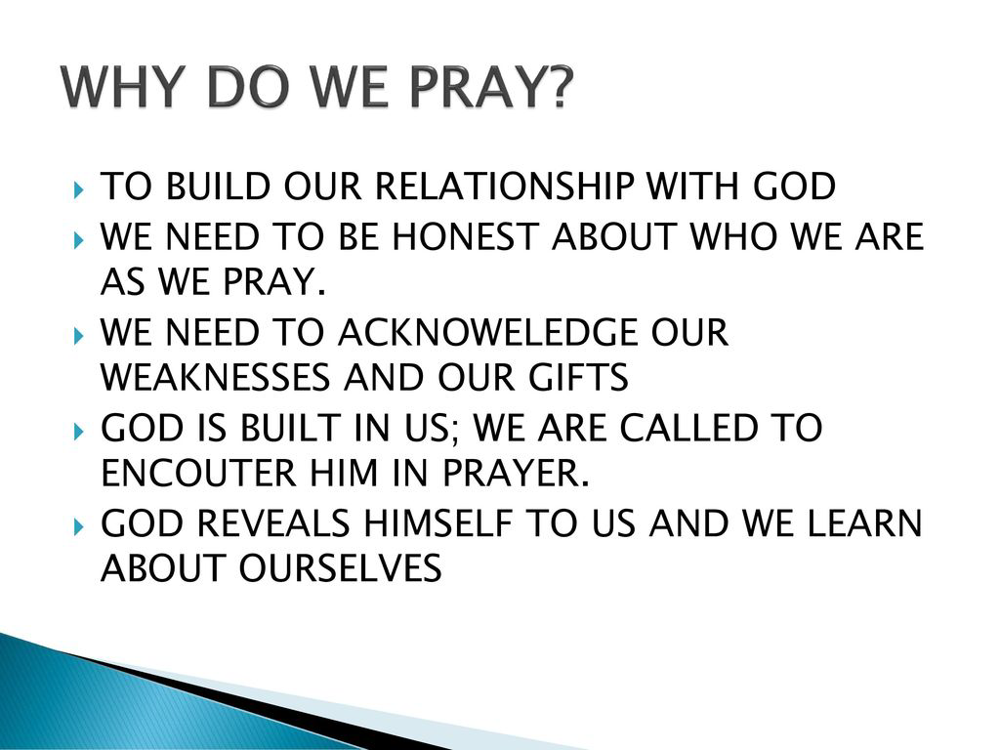 WHY DO WE PRAY?
TO BUILD OUR RELATIONSHIP WITH GOD
WE NEED TO BE HONEST ABOUT WHO WE ARE
AS WE PRAY.
WE NEED TO ACKNOWELEDGE OUR
WEAKNESSES AND OUR GIFTS
GOD IS BUILT IN US; WE ARE CALLED TO
ENCOUTER HIM IN PRAYER.
GOD REVEALS HIMSELF TO US AND WE LEARN
ABOUT OURSELVES